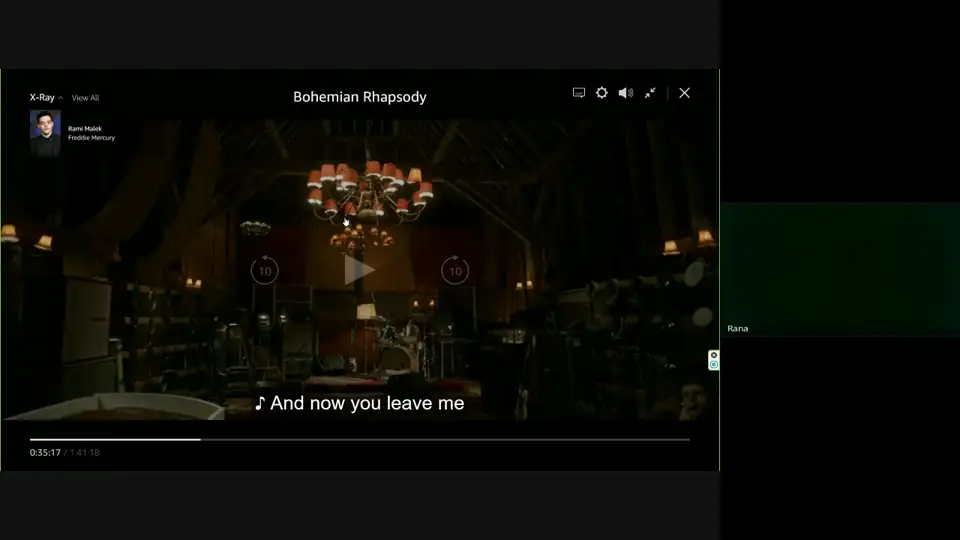 X-Ray View All
Bohemian Rhapsody
Rami Malek
Freddie Mercury
10
10
Rana
♪ And now you leave me
0:35:17 / 1:41:18